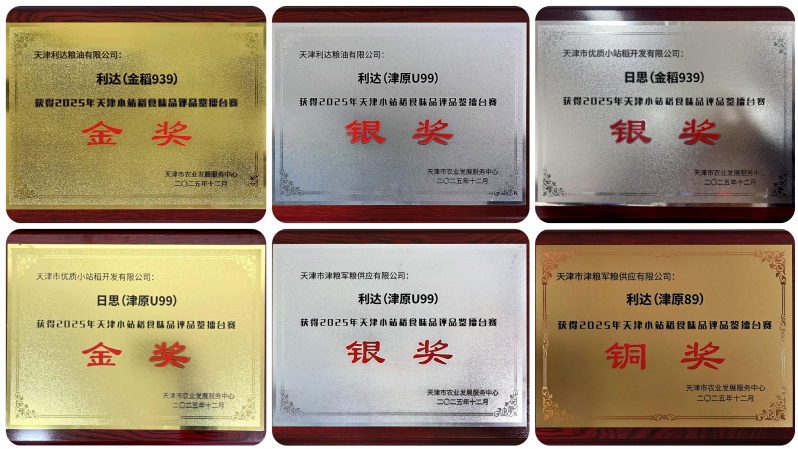 天津利达粮油有限公司：
利达（金稻939）
获得2025年天津小站稻食味品评品鉴擂台赛
金奖
天津市农业发展服务中心
二〇二五年十二月
天津利达粮油有限公司：
利达（津原U99）
获得2025年天津小站稻食味品评品鉴擂台赛
银奖
天津市农业发展服务中心
二〇二五年十二月
天津市优质小站稻开发有限公司：
日思（金稻939）
获得2025年天津小站稻食味品评品鉴擂台赛
银奖
天津市农业发展服务中
二〇二五年十二月
天津市优质小站稻开发有限公司：
日思（津原U99）
获得2025年天津小站稻食味品评品鉴擂台赛
金奖
天津市农业发展服务中心
二〇二五年十二月
天津市津粮军粮供应有限公司：
利达（津原U99）
获得2025年天津小站稻食味品评品鉴擂台赛
银奖
天津市农业发展服务中心
二〇二五年十二月
天津市津粮军粮供应有限公司：
利达（津原89）
获得2025年天津小站稻食味品评品鉴擂台赛
铜奖
天津市农业发展服务中心
二〇二五年十二月